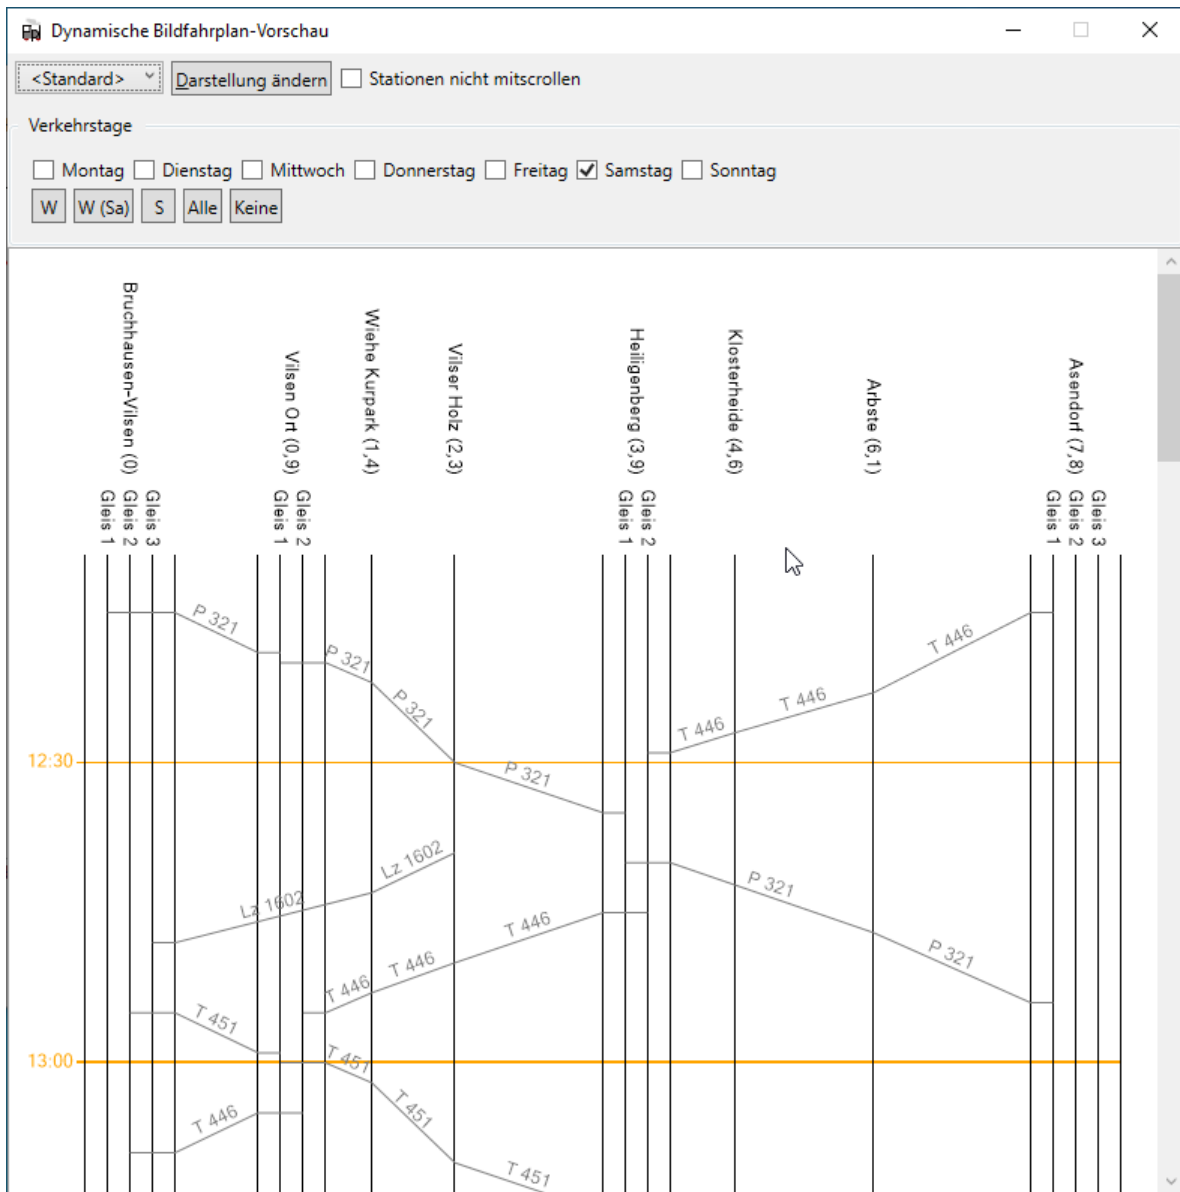 Dynamische Bildfahrplan-Vorschau
<Standard> Darstellung ändern Stationen nicht mitscrollen
Verkehrstage
Montag Dienstag Mittwoch Donnerstag Freitag Samstag Sonntag
W W (Sa) S Alle Keine
Bruchhausen-Vilsen (0)
Vilsen Ort (0,9)
Wiehe Kurpark (1,4)
Vilser Holz (2,3)
Heiligenberg (3,9)
Klosterheide (4,6)
Arbste (6,1)
Asendorf (7,8)
Gleis 1
Gleis 2
Gleis 3
Gleis 1
Gleis 2
Gleis 1
Gleis 2
Gleis 1
Gleis 2
Gleis 3
P 321
P 321
P 321
T 446
T 446
T 446
12:30
P 321
Lz 1602
Lz 1602
P 321
T 446
P 321
T 446
T 446
T 451
13:00
T 451
T 451
T 446
T 451